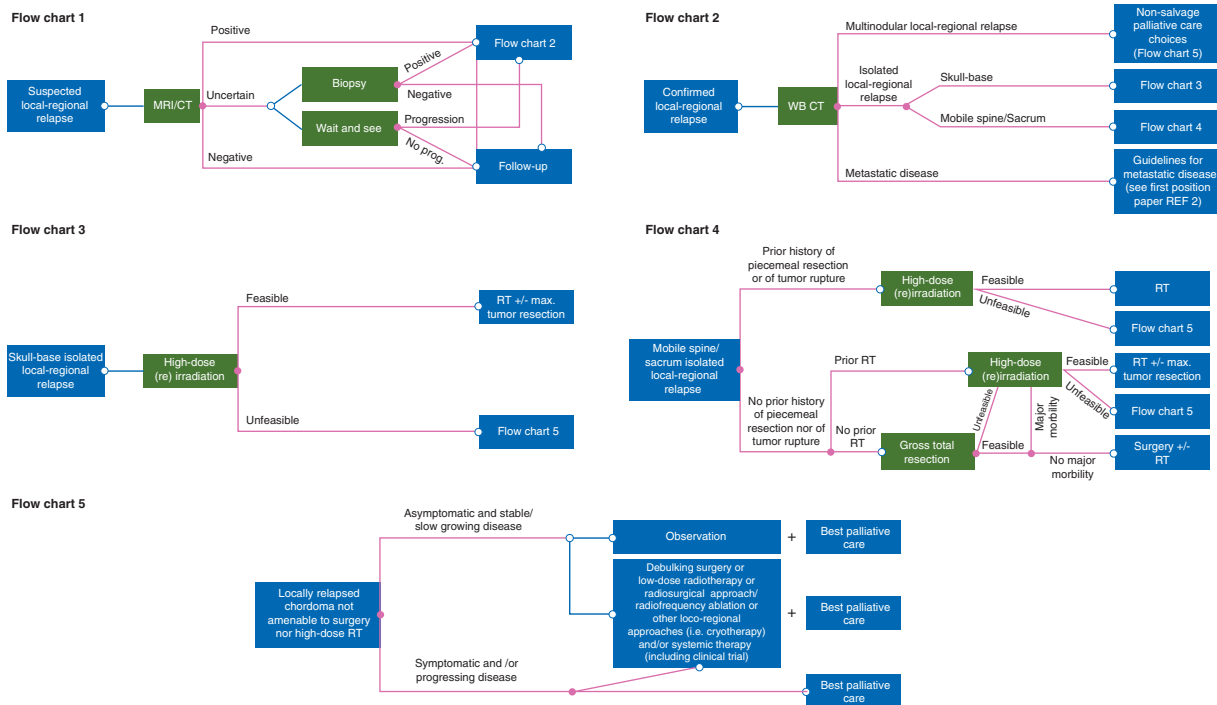 Flow chart 1
Positive
Flow chart 2
Suspected
local-regional
relapse
MRI/CT
Uncertain
Biopsy
Positive
Negative
Wait and see
Progression
No prog.
Negative
Follow-up
Flow chart 2
Multinodular local-regional relapse
Non-salvage
palliative care
choices
(Flow chart 5)
Confirmed
local-regional
relapse
WB CT
Isolated
local-regional
relapse
Skull-base
Flow chart 3
Mobile spine/Sacrum
Flow chart 4
Metastatic disease
Guidelines for
metastatic disease
(see first position
paper REF 2)
Flow chart 3
Feasible
RT +/- max.
tumor resection
Skull-base isolated
local-regional
relapse
High-dose
(re) irradiation
Unfeasible
Flow chart 5
Flow chart 4
Prior history of
piecemeal resection
or of tumor rupture
High-dose
(re)irradiation
Feasible
RT
Unfeasible
Flow chart 5
Mobile spine/
sacrum isolated
local-regional
relapse
Prior RT
High-dose
(re)irradiation
Feasible
RT +/- max.
tumor resection
Unfeasible
Flow chart 5
No prior history
of piecemeal
resection nor of
tumor rupture
No prior
RT
Gross total
resection
Unfeasible
Feasible
Major
morbility
No major
morbility
Surgery +/-
RT
Flow chart 5
Asymptomatic and stable/
slow growing disease
Observation
+
Best palliative
care
Locally relapsed
chordoma not
amenable to surgery
nor high-dose RT
Debulking surgery or
low-dose radiotherapy or
radiosurgical approach/
radiofrequency ablation or
other loco-regional
approaches (i.e. cryotherapy)
and/or systemic therapy
(including clinical trial)
+
Best palliative
care
Symptomatic and /or
progressing disease
Best palliative
care